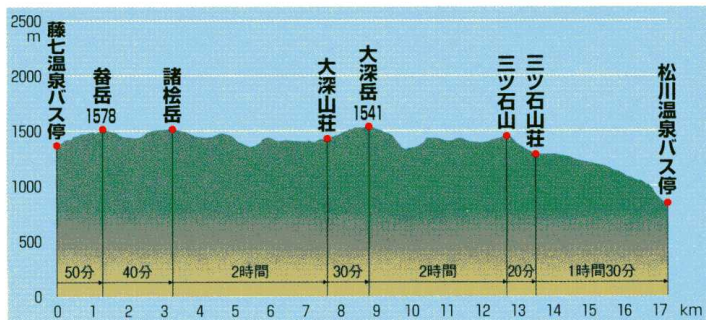 2500
m
2000
1500
1000
500
0
藤七温泉バス停
畚岳
1578
諸桧岳
大深山荘
大深岳
1541
三ツ石山
三ツ石山荘
松川温泉バス停
50分
40分
2時間
30分
2時間
20分
1時間30分
0 1 2 3 4 5 6 7 8 9 10 11 12 13 14 15 16 17 km